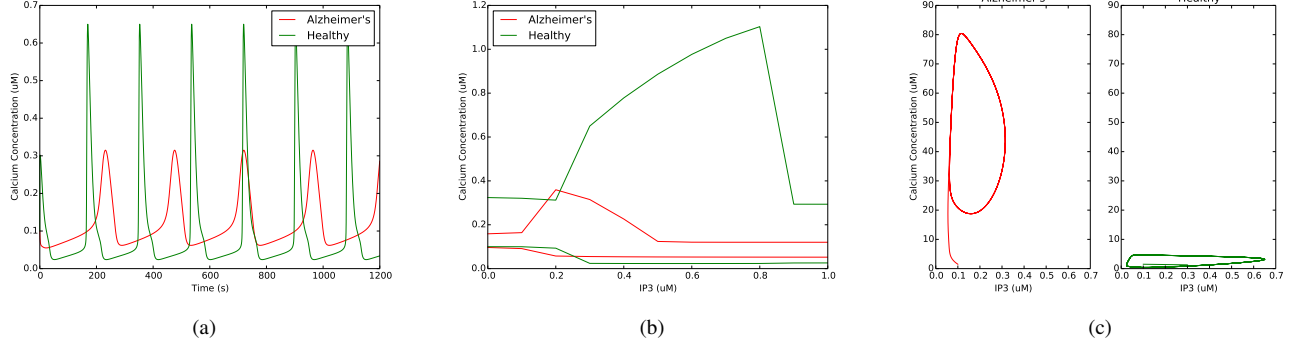 0.7
0.6
0.5
0.4
0.3
0.2
0.1
0.0
Calcium Concentration (uM)
Alzheimer's
Healthy
0 200 400 600 800 1000 1200
Time (s)
(a)
1.2
1.0
0.8
0.6
0.4
0.2
0.0
Calcium Concentration (uM)
Alzheimer's
Healthy
0.0 0.2 0.4 0.6 0.8 1.0
IP3 (uM)
(b)
Alzheimer's
90
80
70
60
50
40
30
20
10
0
Calcium Concentration (uM)
0.0 0.1 0.2 0.3 0.4 0.5 0.6 0.7
IP3 (uM)
Healthy
90
80
70
60
50
40
30
20
10
0
0.0 0.1 0.2 0.3 0.4 0.5 0.6 0.7
IP3 (uM)
(c)